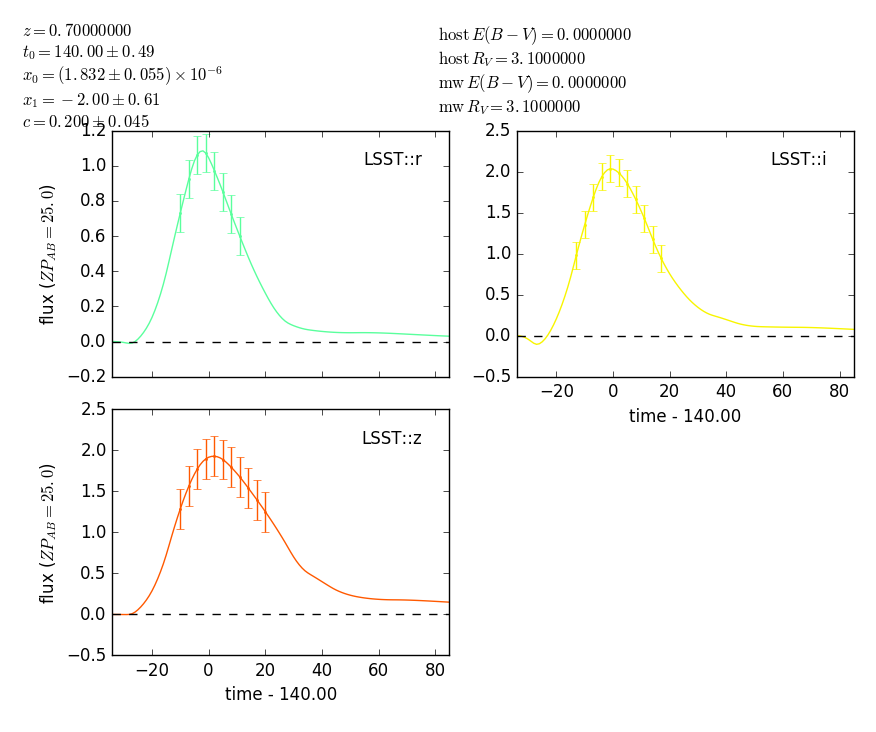 z = 0.70000000
t₀ = 140.00 ± 0.49
x₀ = (1.832 ± 0.055) × 10⁻⁶
x₁ = −2.00 ± 0.61
c = 0.200 ± 0.045
host E(B − V) = 0.0000000
host R_V = 3.1000000
mw E(B − V) = 0.0000000
mw R_V = 3.1000000
LSST::r
1.2
1.0
0.8
0.6
0.4
0.2
0.0
−0.2
flux (ZP_AB = 25.0)
LSST::i
2.5
2.0
1.5
1.0
0.5
0.0
−0.5
−20 0 20 40 60 80
time - 140.00
LSST::z
2.5
2.0
1.5
1.0
0.5
0.0
−0.5
flux (ZP_AB = 25.0)
−20 0 20 40 60 80
time - 140.00